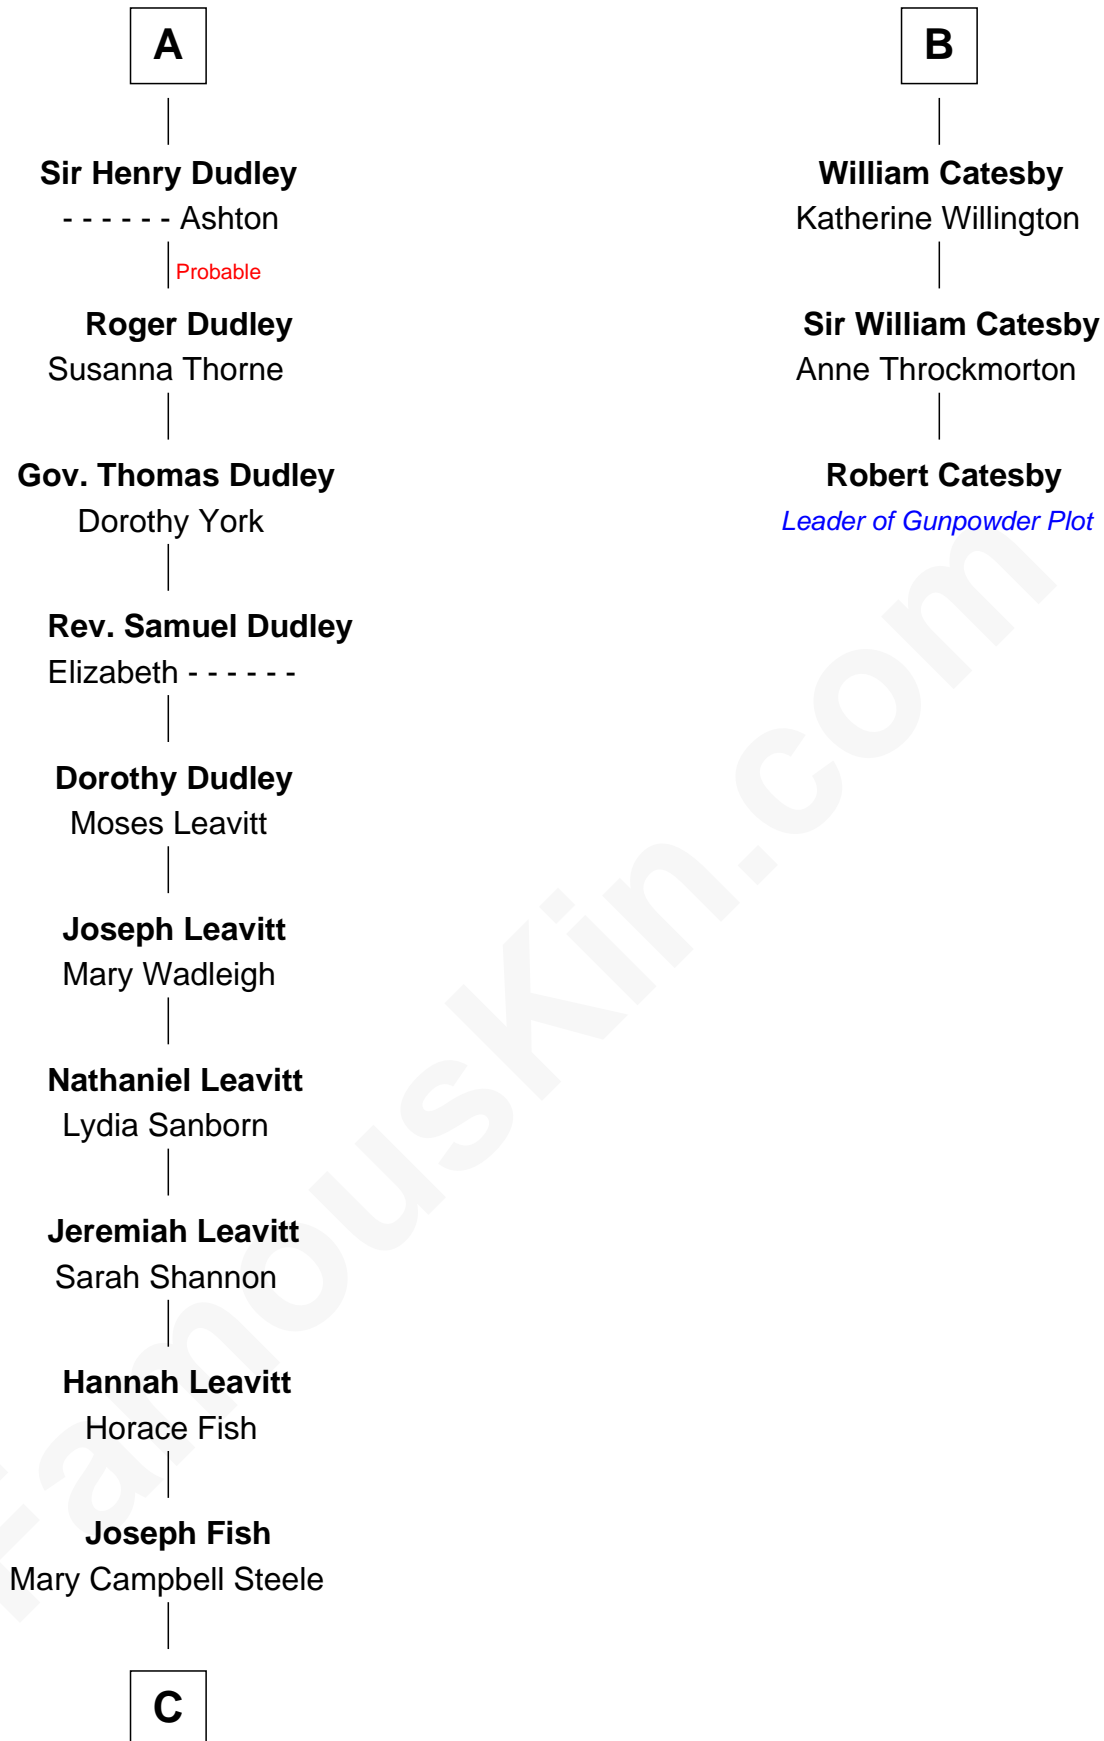 A
Sir Henry Dudley
- - - - - - Ashton
Probable
Roger Dudley
Susanna Thorne
Gov. Thomas Dudley
Dorothy York
Rev. Samuel Dudley
Elizabeth - - - - - -
Dorothy Dudley
Moses Leavitt
Joseph Leavitt
Mary Wadleigh
Nathaniel Leavitt
Lydia Sanborn
Jeremiah Leavitt
Sarah Shannon
Hannah Leavitt
Horace Fish
Joseph Fish
Mary Campbell Steele
C
B
William Catesby
Katherine Willington
Sir William Catesby
Anne Throckmorton
Robert Catesby
Leader of Gunpowder Plot
FamousKin.com